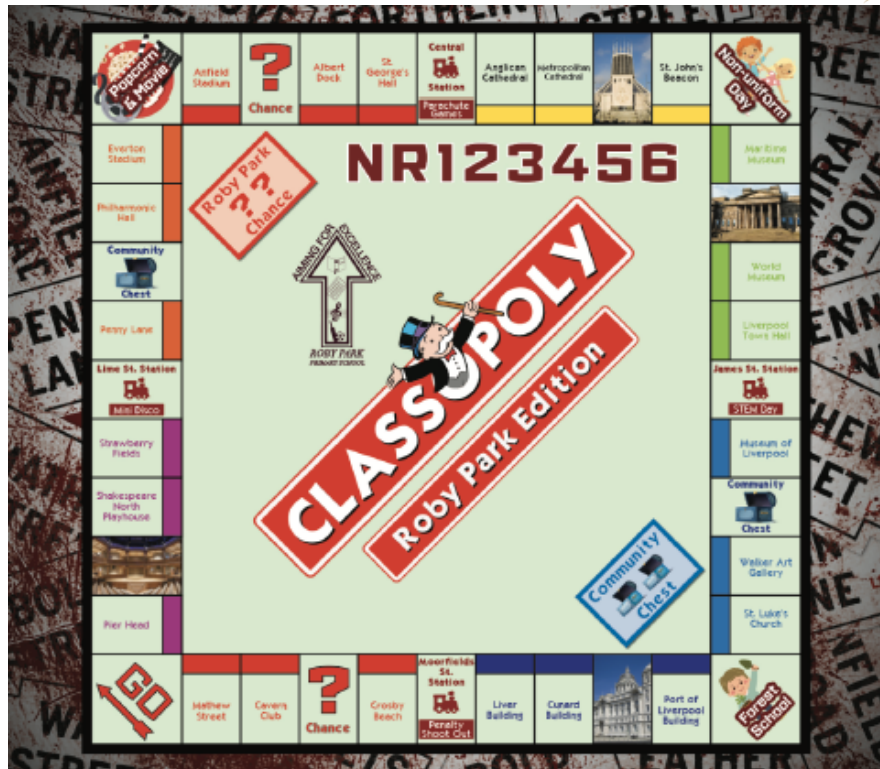 Popcorn
& Movie
Anfield
Stadium
?
Chance
Albert
Dock
St.
George's
Hall
Central
Station
Parachute
Games
Anglican
Cathedral
Metropolitan
Cathedral
St. John's
Beacon
Non-uniform
Day
Everton
Stadium
Philharmonic
Hall
Community
Chest
Penny Lane
Lime St. Station
Mini Disco
Strawberry
Fields
Shakespeare
North
Playhouse
Pier Head
Roby Park
? ?
Chance
NR123456
AIMING FOR EXCELLENCE
ROBY PARK
PRIMARY SCHOOL
CLASSOPOLY
Roby Park Edition
Community
Chest
Maritime
Museum
World
Museum
Liverpool
Town Hall
James St. Station
STEM Day
Museum of
Liverpool
Community
Chest
Walker Art
Gallery
St. Luke's
Church
GO
Mathew
Street
Cavern
Club
?
Chance
Crosby
Beach
Moorfields
St.
Station
Penalty
Shoot Out
Liver
Building
Cunard
Building
Port of
Liverpool
Building
Forest
School